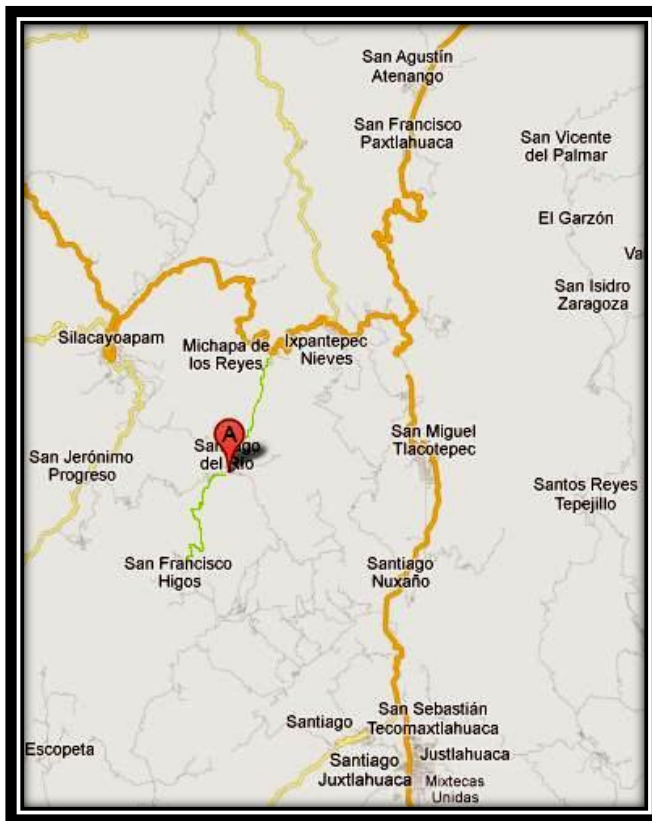 San Agustín
Atenango
San Francisco
Paxtlahuaca
San Vicente
del Palmar
El Garzón
Va
San Isidro
Zaragoza
Silacayoapam
Michapa de
los Reyes
Ixpantepec
Nieves
A
Santiago
del Río
San Miguel
Tlacotepec
San Jerónimo
Progreso
Santos Reyes
Tepejillo
San Francisco
Higos
Santiago
Nuxaño
San Sebastián
Tecomaxtlahuaca
Santiago
Escopeta
Justlahuaca
Santiago
Juxtlahuaca
Mixtecas
Unidas